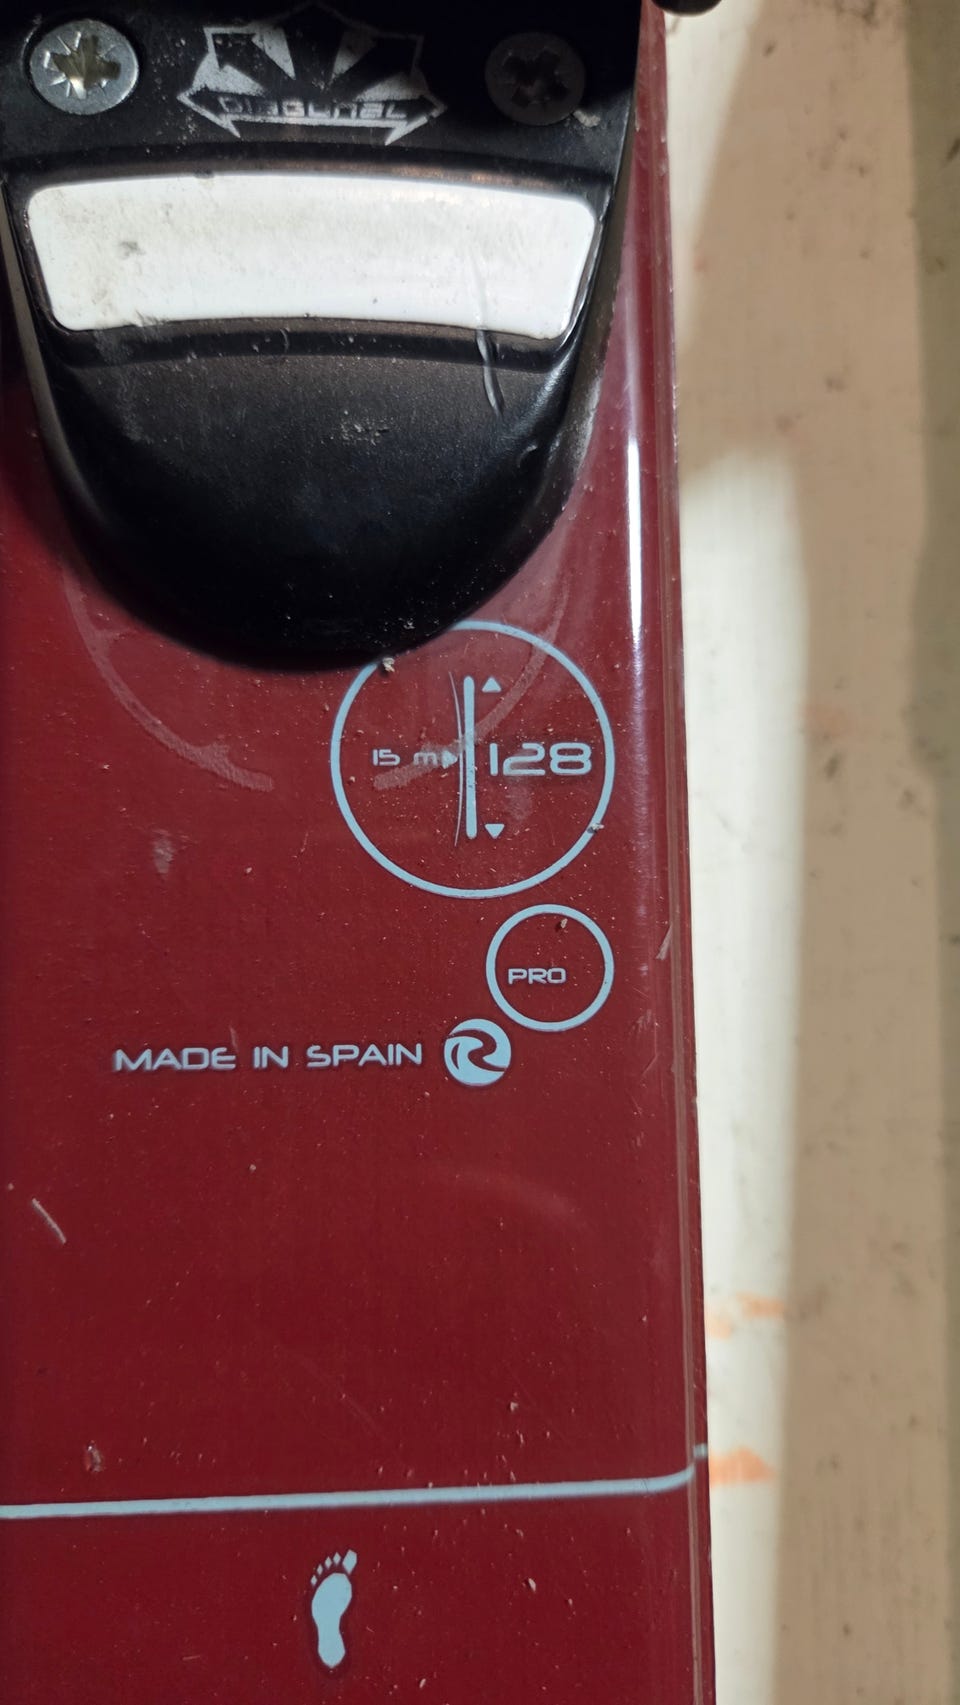 DIAGONAL
15 m 128
PRO
MADE IN SPAIN R